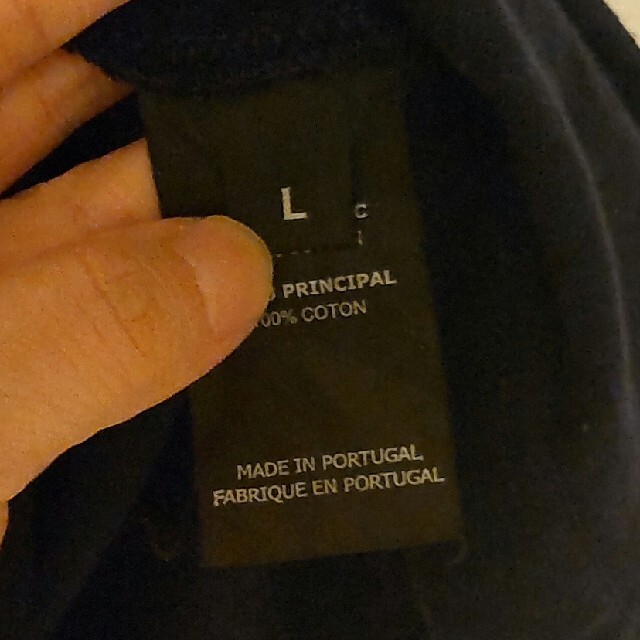 L
C
PRINCIPAL
100% COTON
MADE IN PORTUGAL
FABRIQUE EN PORTUGAL